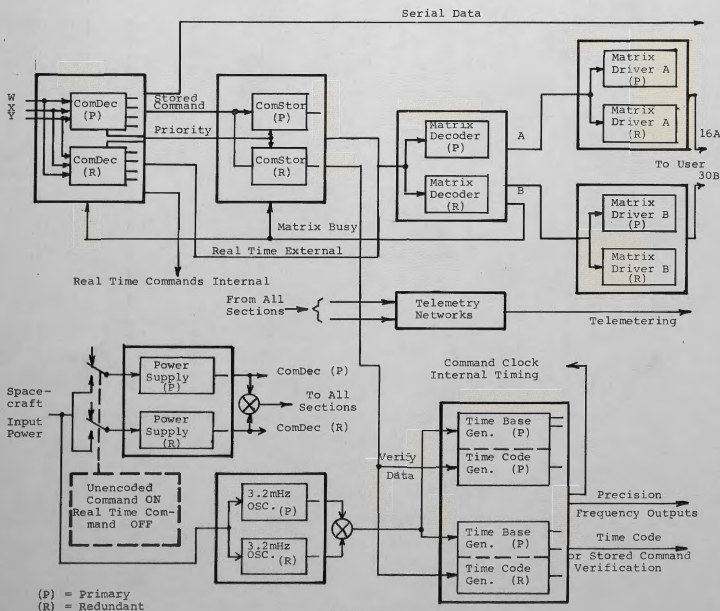 Serial Data
W
X
Y
ComDec
(P)
ComDec
(R)
Stored
Command
Priority
ComStor
(P)
ComStor
(R)
Matrix
Decoder
(P)
Matrix
Decoder
(R)
A
B
Matrix
Driver A
(P)
Matrix
Driver A
(R)
16A
To User
30B
Matrix
Driver B
(P)
Matrix
Driver B
(R)
Matrix Busy
Real Time External
Real Time Commands Internal
From All
Sections
Telemetry
Networks
Telemetering
Space-
craft
Input
Power
Power
Supply
(P)
Power
Supply
(R)
ComDec (P)
To All
Sections
ComDec (R)
Unencoded
Command ON
Real Time Com-
mand OFF
3.2mHz
OSC. (P)
3.2mHz
OSC. (R)
Command Clock
Internal Timing
Verify
Data
Time Base
Gen. (P)
Time Code
Gen. (P)
Time Base
Gen. (P)
Time Code
Gen. (R)
Precision
Frequency Outputs
Time Code
or Stored Command
Verification
(P) = Primary
(R) = Redundant